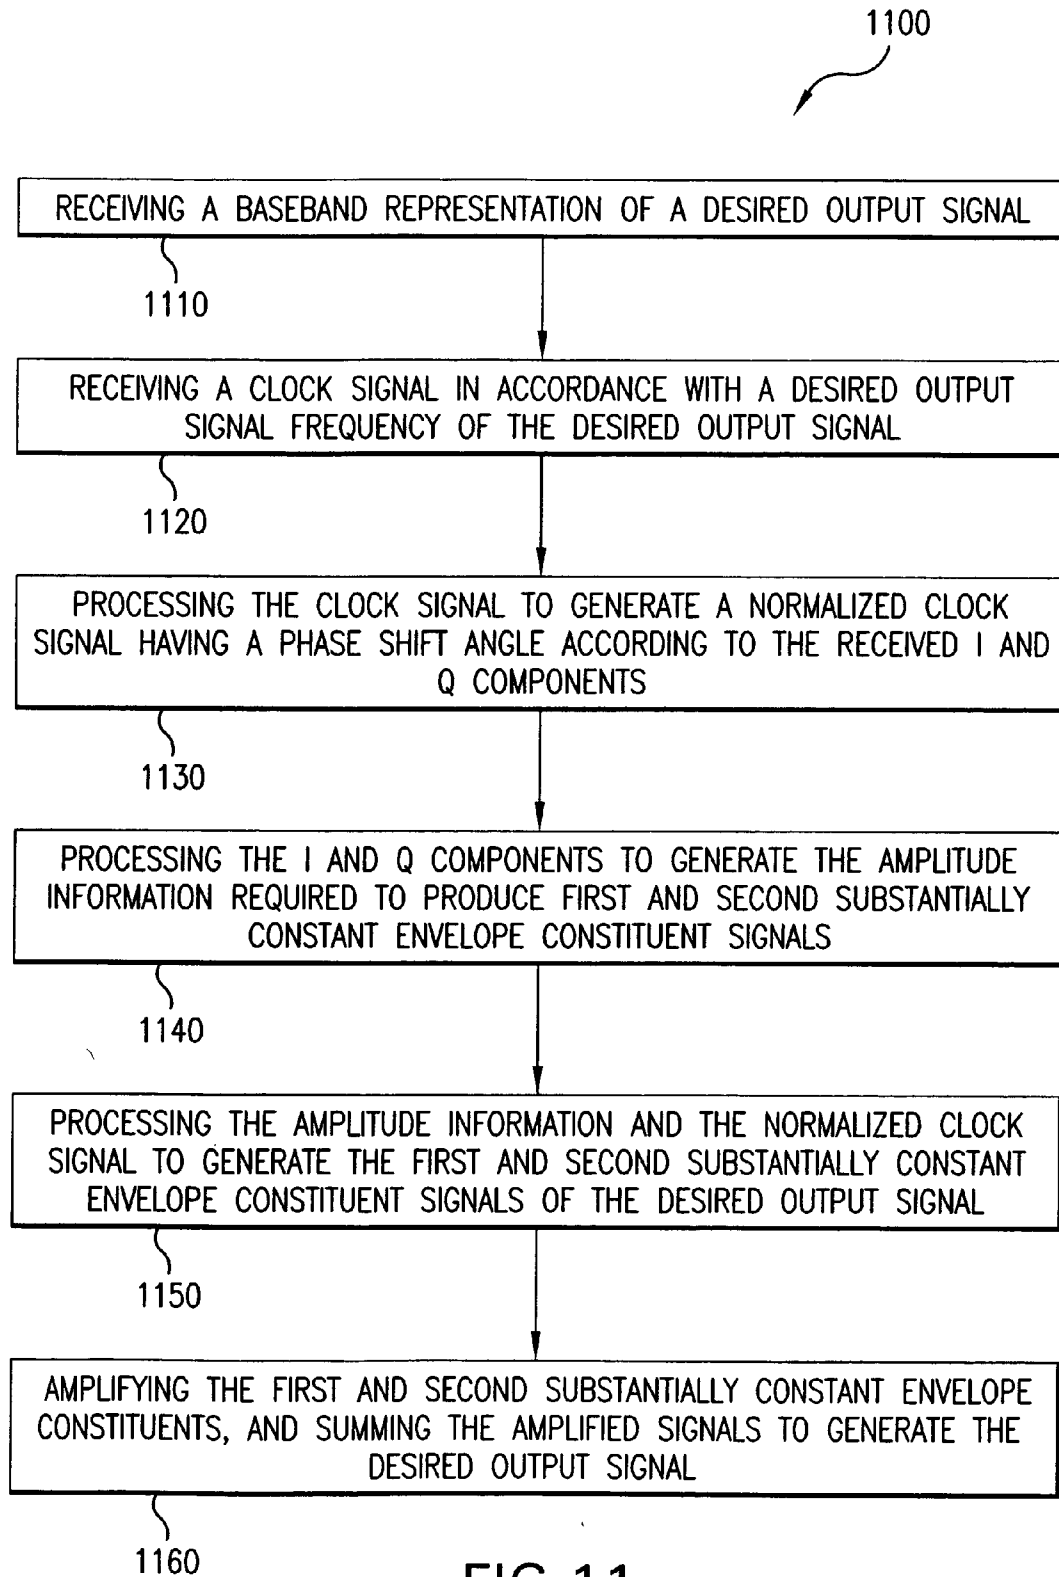 1100
RECEIVING A BASEBAND REPRESENTATION OF A DESIRED OUTPUT SIGNAL
1110
RECEIVING A CLOCK SIGNAL IN ACCORDANCE WITH A DESIRED OUTPUT
SIGNAL FREQUENCY OF THE DESIRED OUTPUT SIGNAL
1120
PROCESSING THE CLOCK SIGNAL TO GENERATE A NORMALIZED CLOCK
SIGNAL HAVING A PHASE SHIFT ANGLE ACCORDING TO THE RECEIVED I AND
Q COMPONENTS
1130
PROCESSING THE I AND Q COMPONENTS TO GENERATE THE AMPLITUDE
INFORMATION REQUIRED TO PRODUCE FIRST AND SECOND SUBSTANTIALLY
CONSTANT ENVELOPE CONSTITUENT SIGNALS
1140
PROCESSING THE AMPLITUDE INFORMATION AND THE NORMALIZED CLOCK
SIGNAL TO GENERATE THE FIRST AND SECOND SUBSTANTIALLY CONSTANT
ENVELOPE CONSTITUENT SIGNALS OF THE DESIRED OUTPUT SIGNAL
1150
AMPLIFYING THE FIRST AND SECOND SUBSTANTIALLY CONSTANT ENVELOPE
CONSTITUENTS, AND SUMMING THE AMPLIFIED SIGNALS TO GENERATE THE
DESIRED OUTPUT SIGNAL
1160
FIG. 11